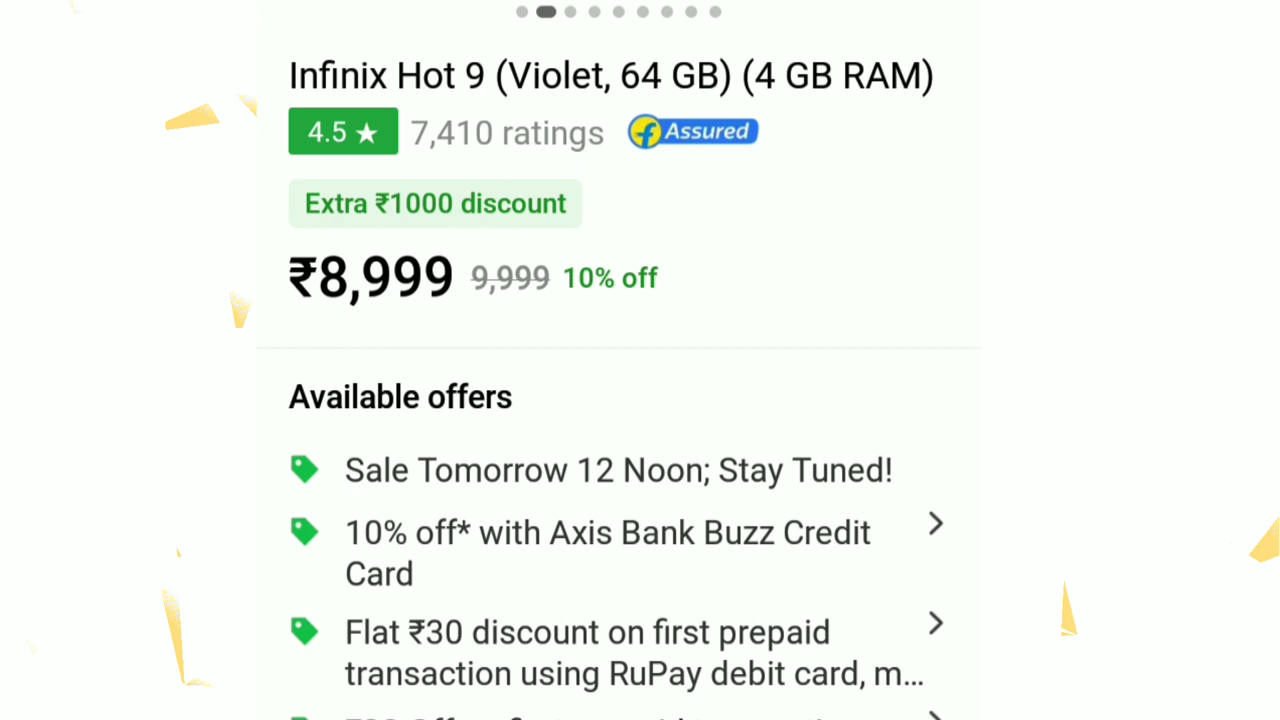 Infinix Hot 9 (Violet, 64 GB) (4 GB RAM)
4.5 ★ 7,410 ratings f Assured
Extra ₹1000 discount
₹8,999 9,999 10% off
Available offers
Sale Tomorrow 12 Noon; Stay Tuned!
10% off* with Axis Bank Buzz Credit
Card
Flat ₹30 discount on first prepaid
transaction using RuPay debit card, m...